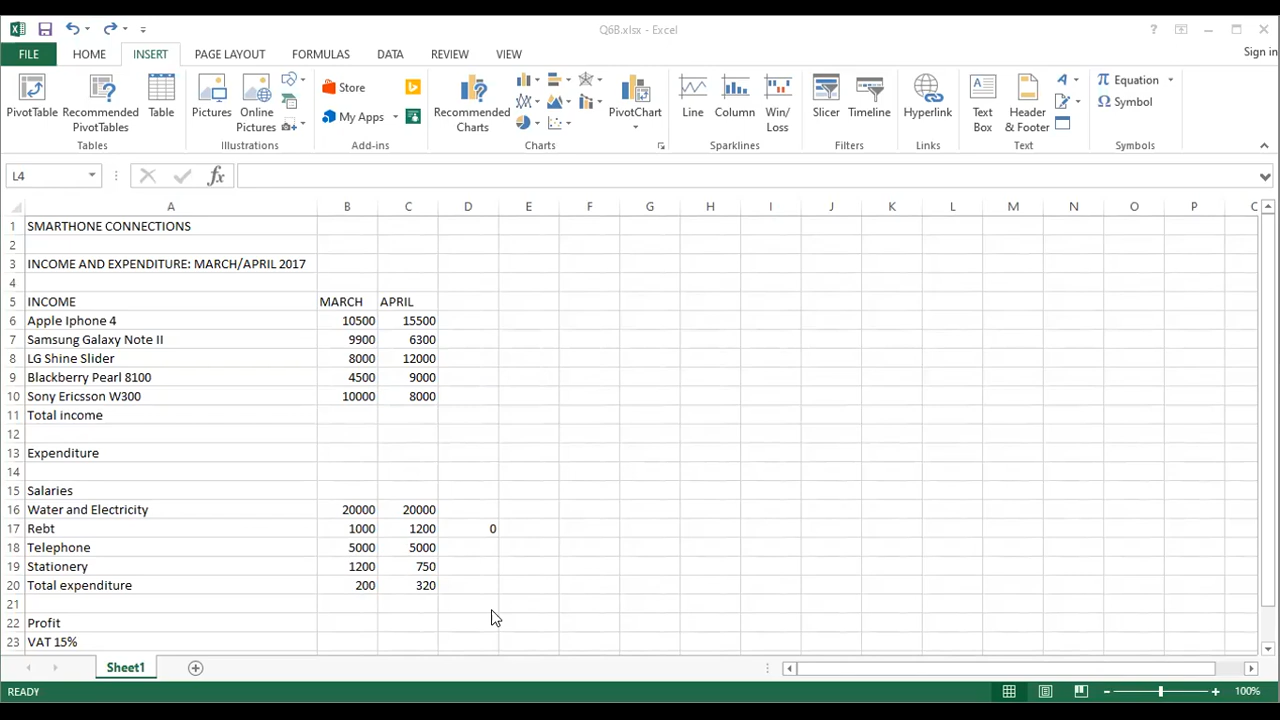 Q6B.xlsx - Excel
Sign in
FILE HOME INSERT PAGE LAYOUT FORMULAS DATA REVIEW VIEW
PivotTable Recommended PivotTables Table Pictures Online Pictures Store My Apps Recommended Charts PivotChart Line Column Win/Loss Slicer Timeline Hyperlink Text Box Header & Footer Equation Symbol
Tables Illustrations Add-ins Charts Sparklines Filters Links Text Symbols
L4 fx
A B C D E F G H I J K L M N O P
1 SMARTHONE CONNECTIONS
2
3 INCOME AND EXPENDITURE: MARCH/APRIL 2017
4
5 INCOME MARCH APRIL
6 Apple Iphone 4 10500 15500
7 Samsung Galaxy Note II 9900 6300
8 LG Shine Slider 8000 12000
9 Blackberry Pearl 8100 4500 9000
10 Sony Ericsson W300 10000 8000
11 Total income
12
13 Expenditure
14
15 Salaries
16 Water and Electricity 20000 20000
17 Rebt 1000 1200 0
18 Telephone 5000 5000
19 Stationery 1200 750
20 Total expenditure 200 320
21
22 Profit
23 VAT 15%
Sheet1
READY 100%